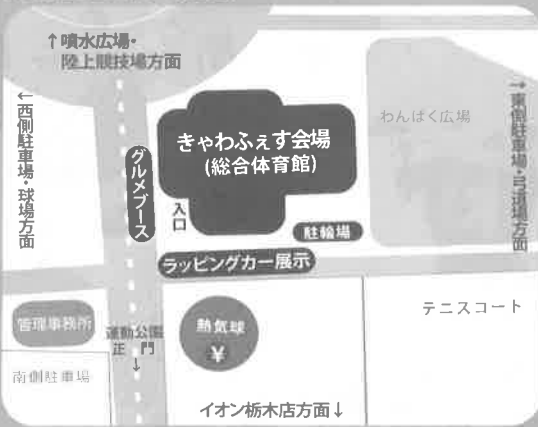 ↑噴水広場・
陸上競技場方面
←西側駐車場・球場方面
グルメブース
きゃわふぇす会場
(総合体育館)
入口
わんぱく広場
→東側駐車場・弓道場方面
駐輪場
ラッピングカー展示
管理事務所
運動公園
正門
↓
熱気球
¥
テニスコート
南側駐車場
イオン栃木店方面↓